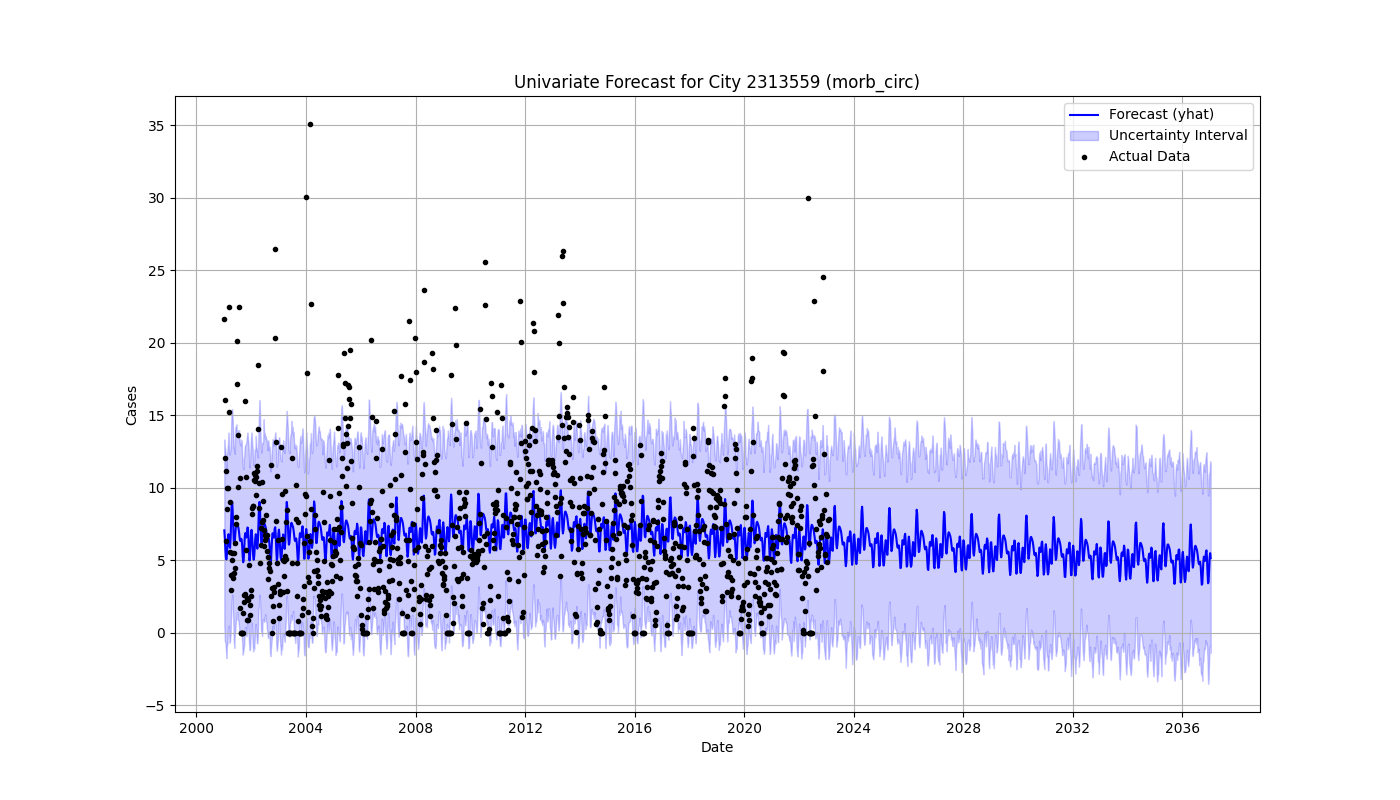 Univariate Forecast for City 2313559 (morb_circ)
Forecast (yhat)
Uncertainty Interval
Actual Data
Cases
35
30
25
20
15
10
5
0
−5
2000 2004 2008 2012 2016 2020 2024 2028 2032 2036
Date